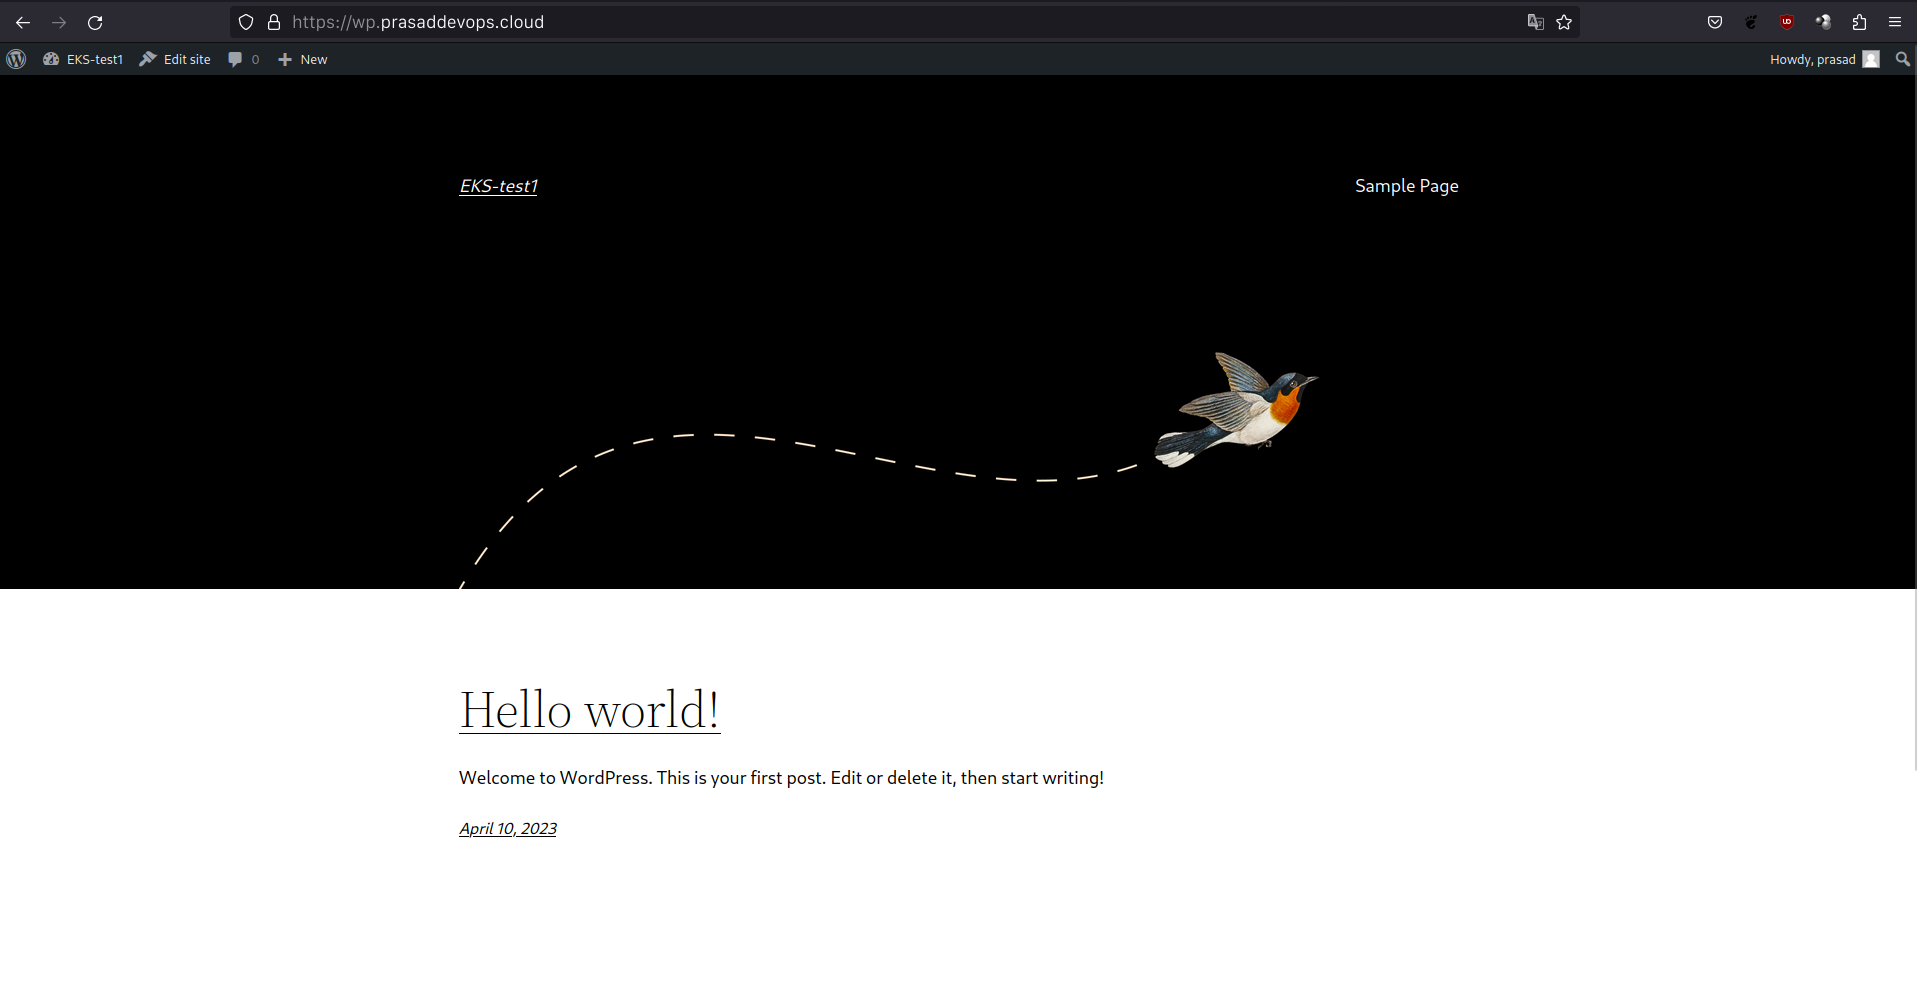 https://wp.prasaddevops.cloud
EKS-test1 Edit site 0 New Howdy, prasad
EKS-test1 Sample Page
Hello world!
Welcome to WordPress. This is your first post. Edit or delete it, then start writing!
April 10, 2023